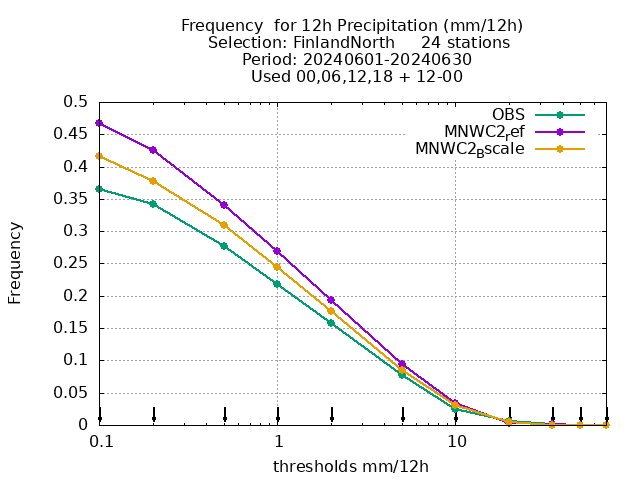 Frequency  for 12h Precipitation (mm/12h)
Selection: FinlandNorth     24 stations
Period: 20240601-20240630
Used 00,06,12,18 + 12-00
OBS
MNWC2ref
MNWC2Bscale
0.5
0.45
0.4
0.35
0.3
0.25
0.2
0.15
0.1
0.05
0
Frequency
0.1
1
10
thresholds mm/12h